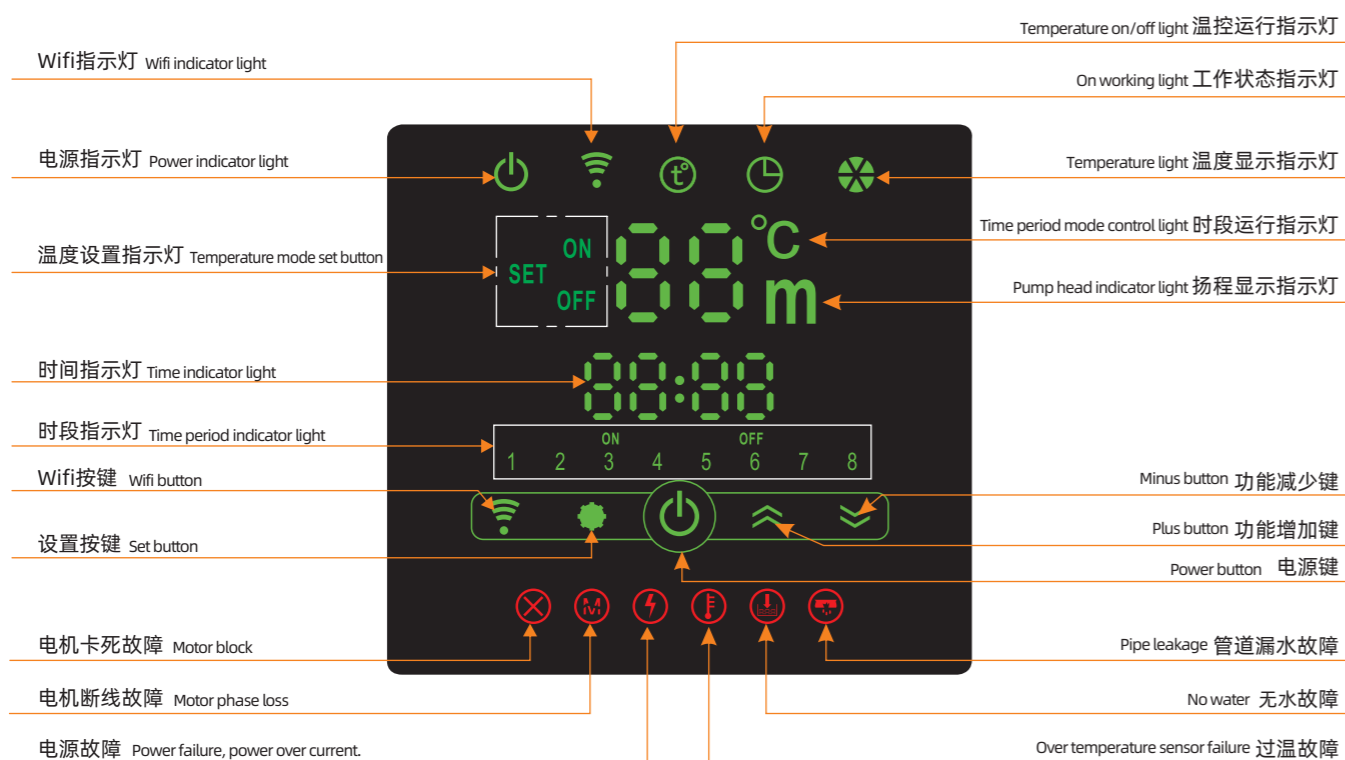 Temperature on/off light 温控运行指示灯
Wifi指示灯 Wifi indicator light
On working light 工作状态指示灯
电源指示灯 Power indicator light
Temperature light 温度显示指示灯
t°
Time period mode control light 时段运行指示灯
温度设置指示灯 Temperature mode set button
SET ON OFF
88 °C
m
Pump head indicator light 扬程显示指示灯
时间指示灯 Time indicator light
88:88
时段指示灯 Time period indicator light
ON OFF
1 2 3 4 5 6 7 8
Wifi按键 Wifi button
Minus button 功能减少键
Plus button 功能增加键
设置按键 Set button
Power button 电源键
M
电机卡死故障 Motor block
Pipe leakage 管道漏水故障
电机断线故障 Motor phase loss
No water 无水故障
电源故障 Power failure, power over current.
Over temperature sensor failure 过温故障